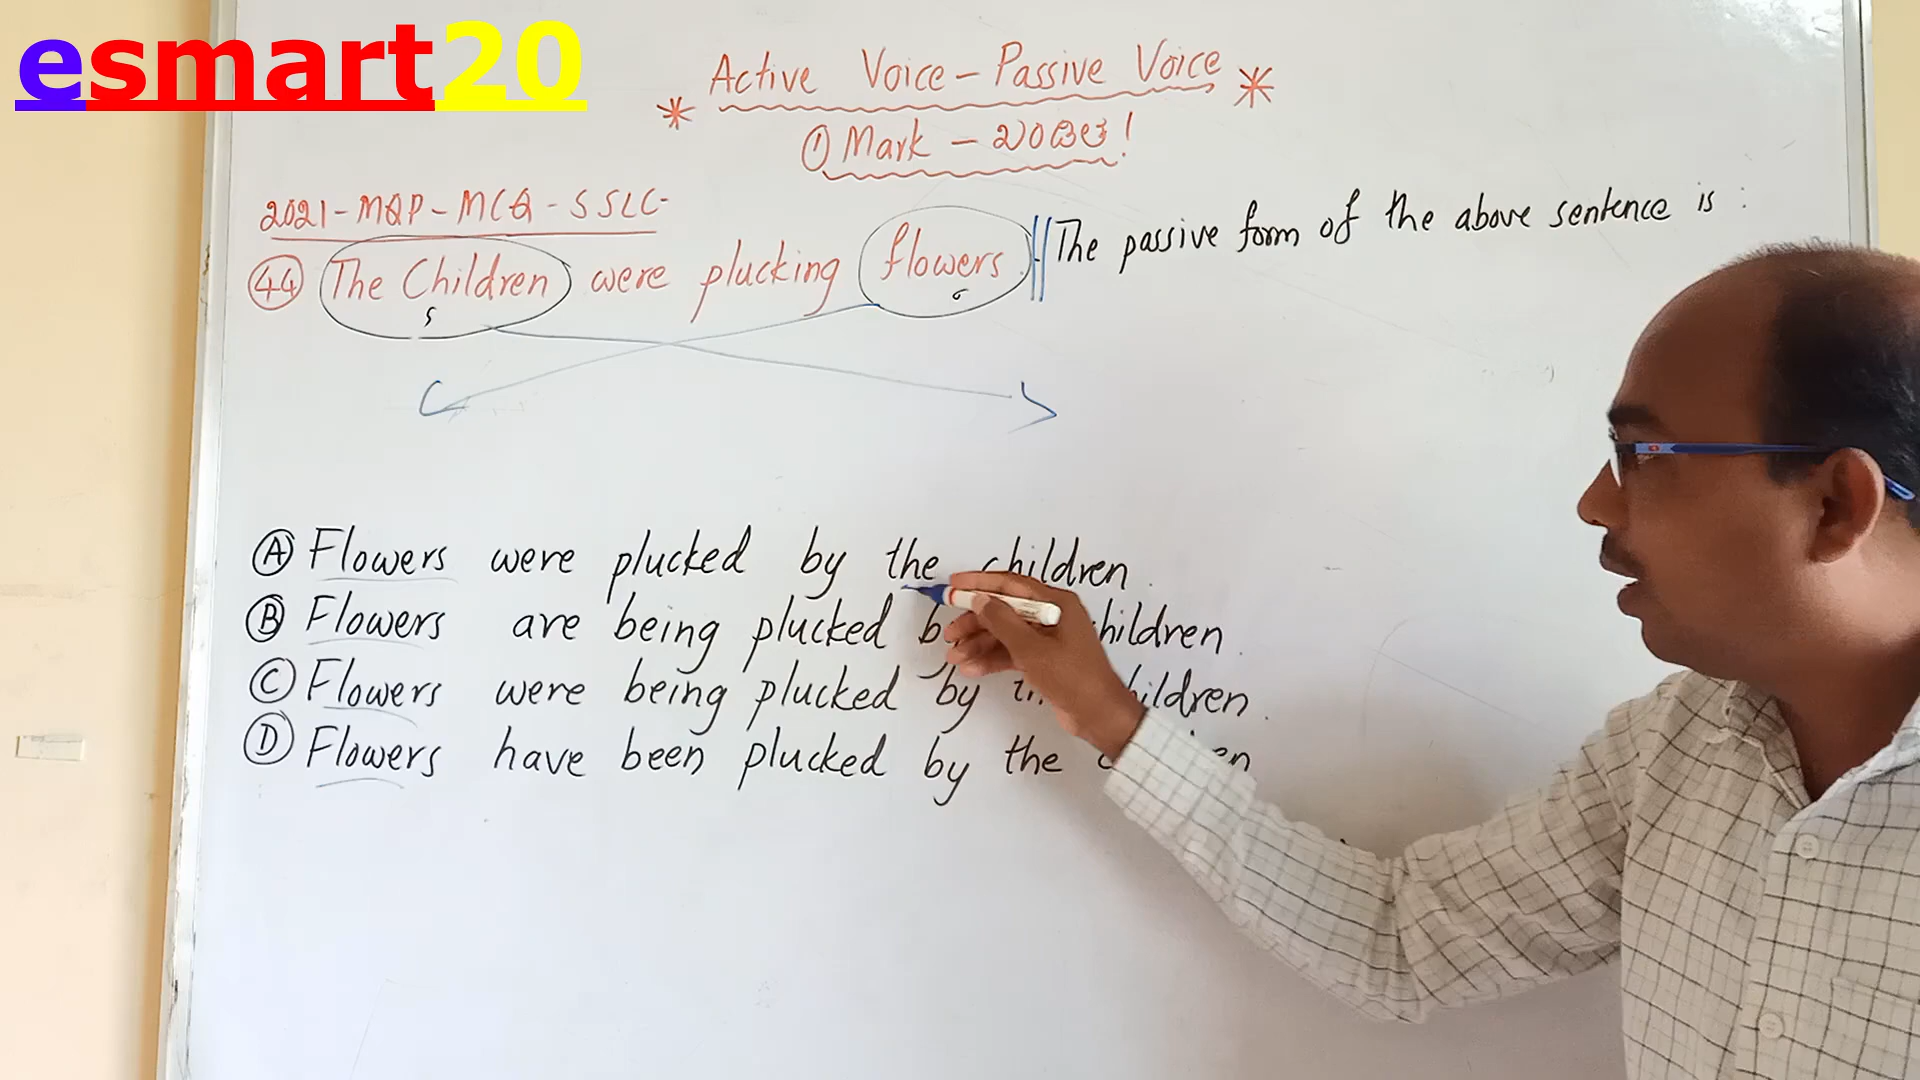 esmart20
Active Voice - Passive Voice
① Mark - ಬಂದಿದೆ!
2021 - MQP - MCQ - SSLC -
44 The Children were plucking flowers. || The passive form of the above sentence is :
s o
A Flowers were plucked by the children.
B Flowers are being plucked children.
C Flowers were being plucked by children.
D Flowers have been plucked by the